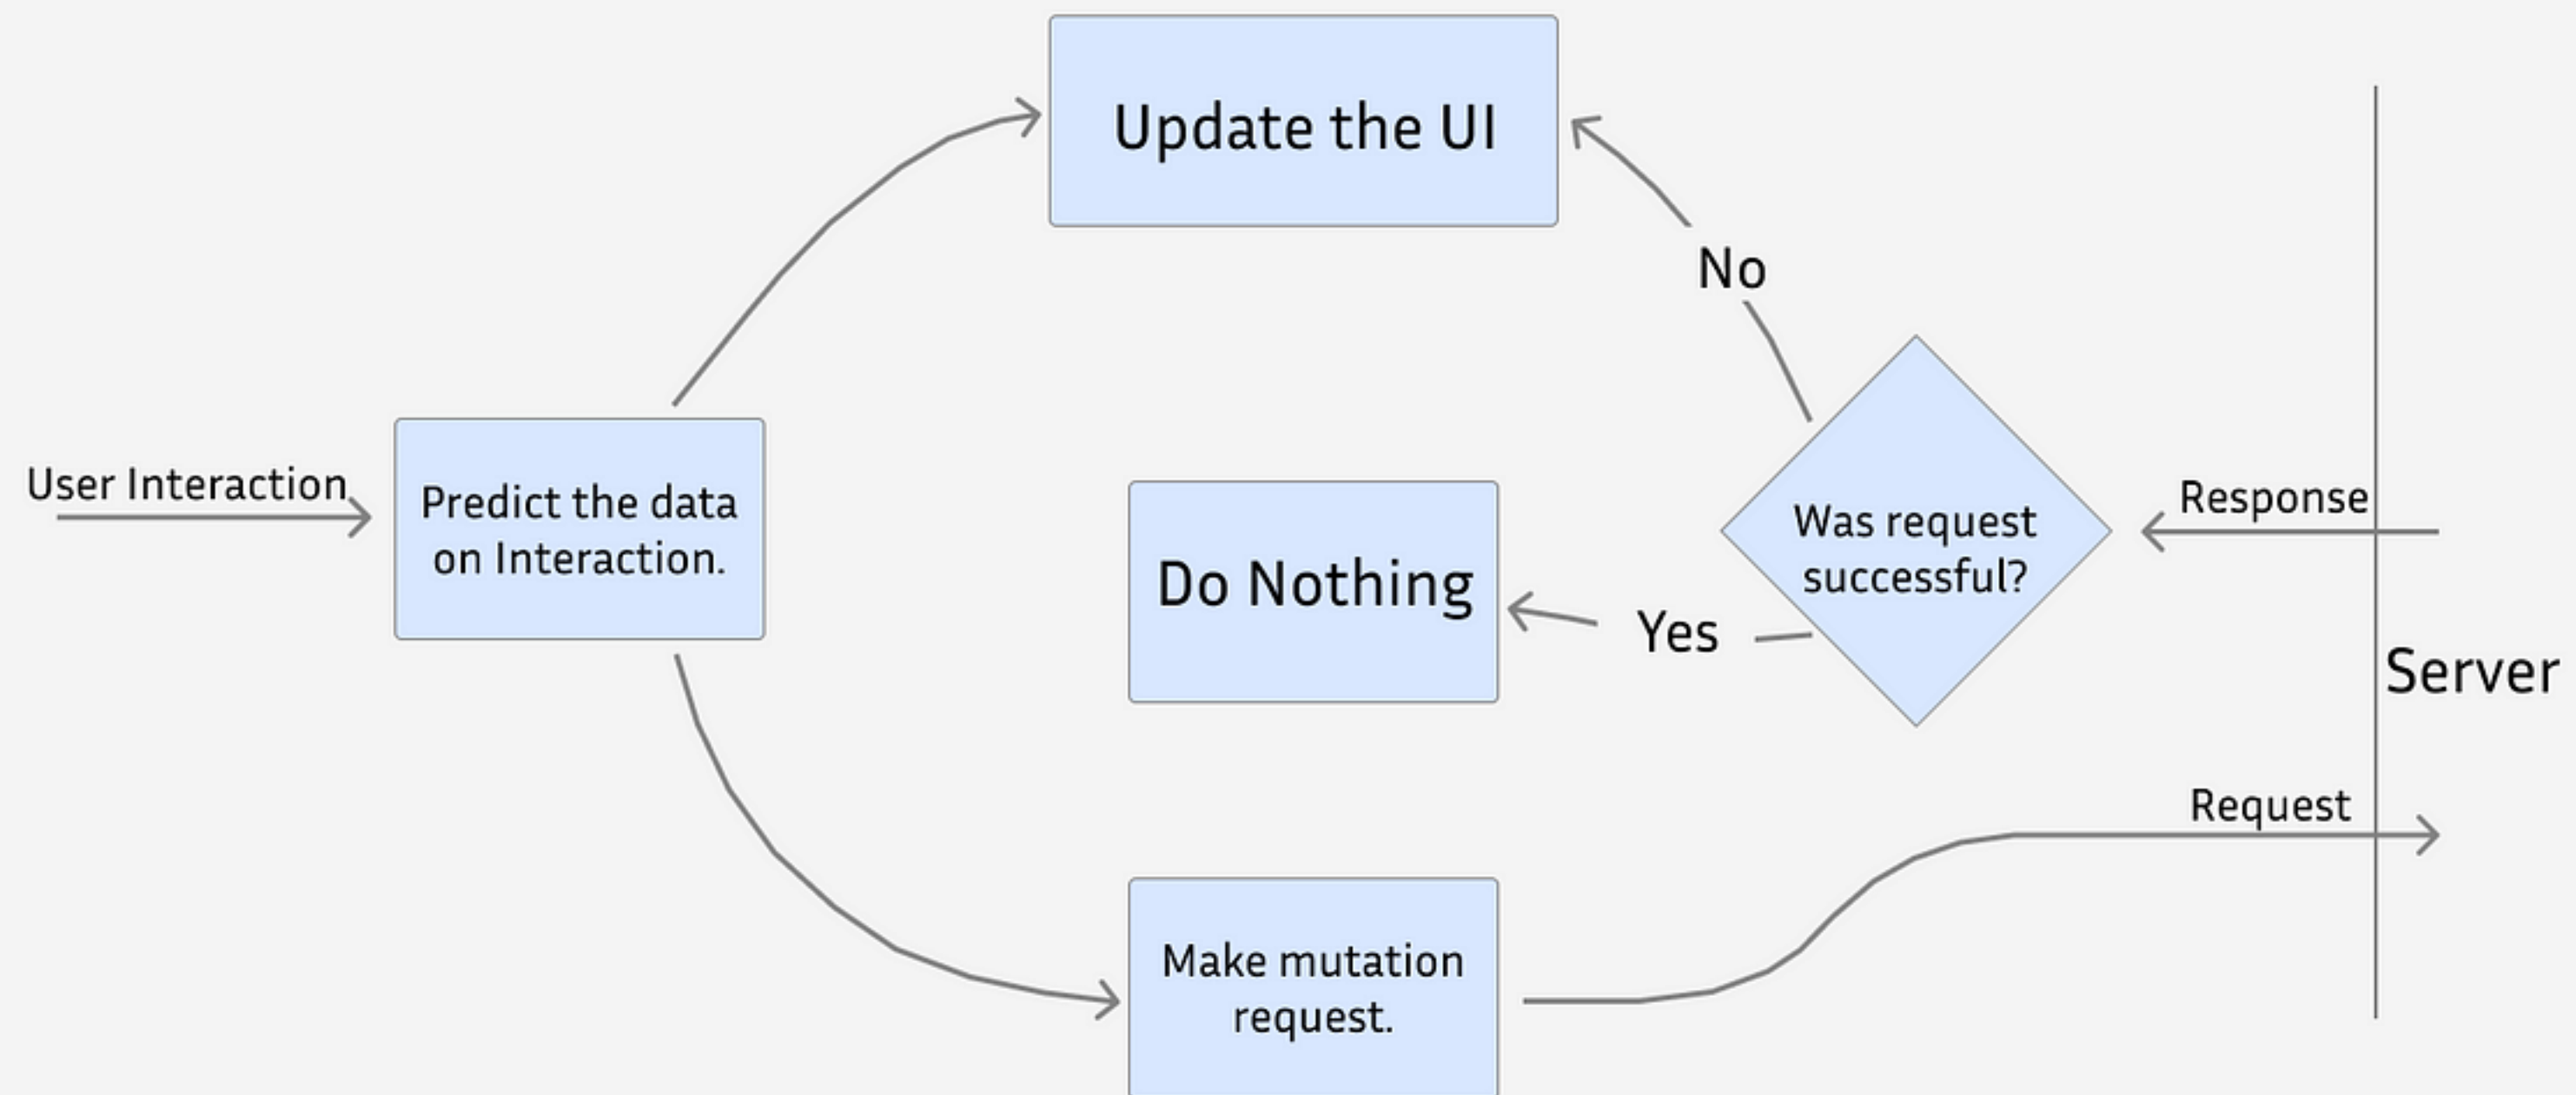 Update the UI
No
User Interaction
Predict the data
on Interaction.
Was request
successful?
Response
Do Nothing
Yes
Server
Request
Make mutation
request.